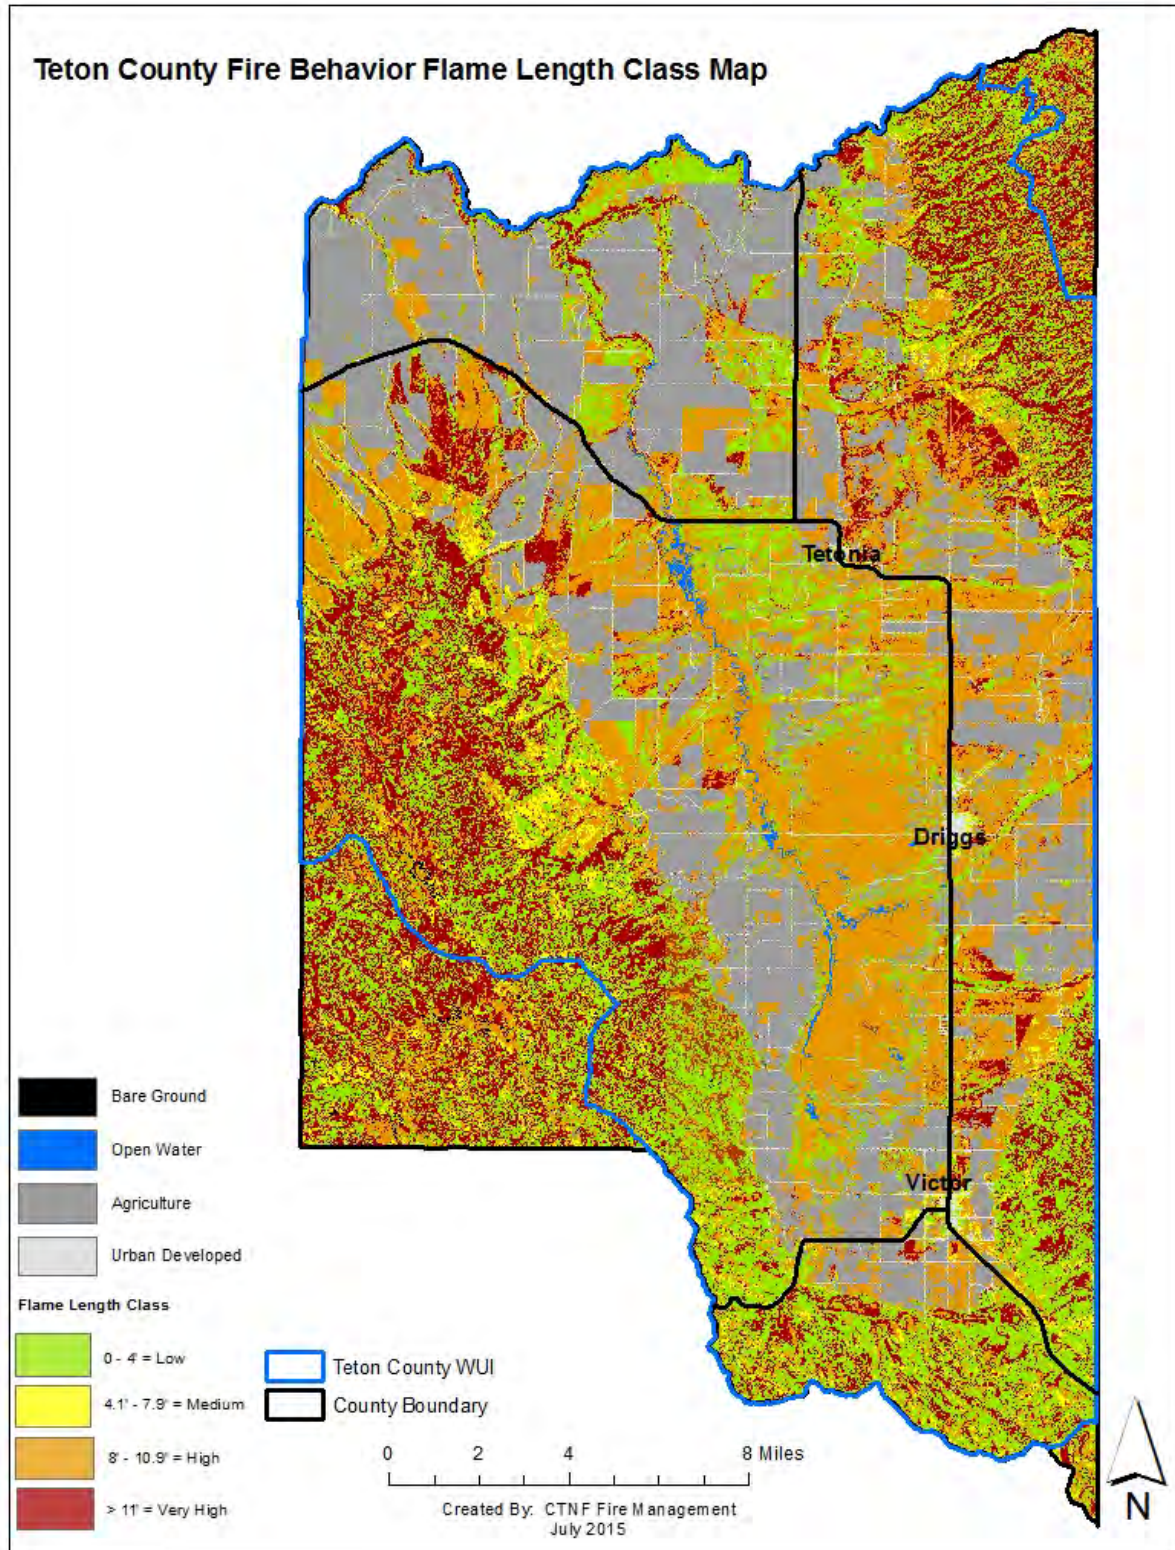 Teton County Fire Behavior Flame Length Class Map
Tetonia
Driggs
Victor
Bare Ground
Open Water
Agriculture
Urban Developed
Flame Length Class
0 - 4' = Low
4.1' - 7.9' = Medium
8' - 10.9' = High
> 11' = Very High
Teton County WUI
County Boundary
0 2 4 8 Miles
Created By: CTNF Fire Management
July 2015
N